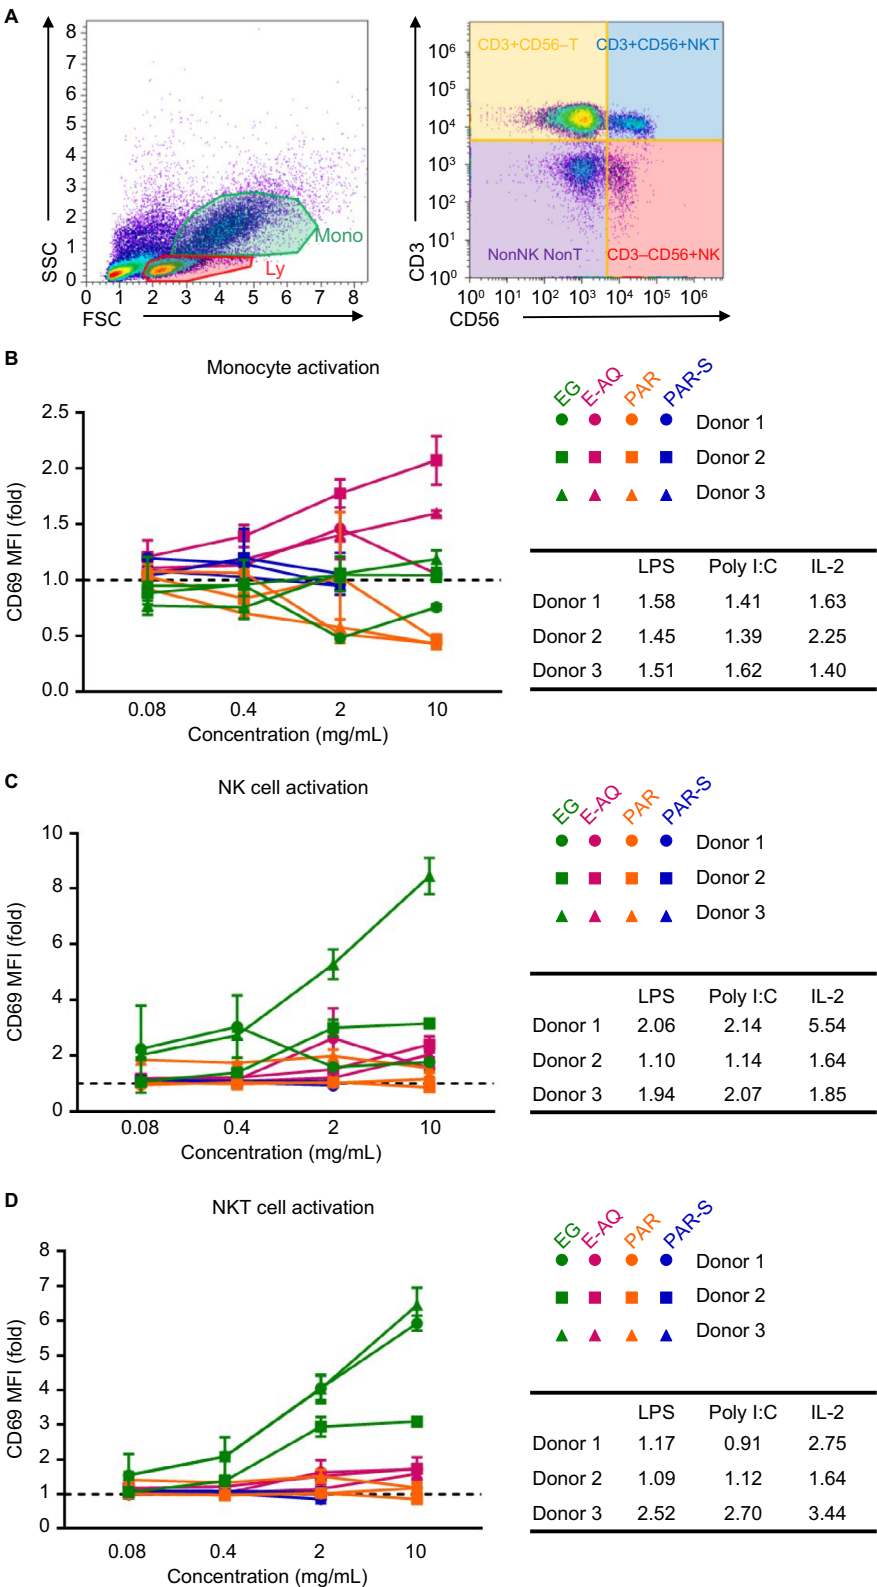 A
SSC
8
7
6
5
4
3
2
1
0
Mono
Ly
0 1 2 3 4 5 6 7 8
FSC
CD3
10⁶
10⁵
10⁴
10³
10²
10¹
10⁰
CD3+CD56–T CD3+CD56+NKT
NonNK NonT CD3–CD56+NK
10⁰ 10¹ 10² 10³ 10⁴ 10⁵ 10⁶
CD56
B
Monocyte activation
CD69 MFI (fold)
2.5
2.0
1.5
1.0
0.5
0.0
0.08 0.4 2 10
Concentration (mg/mL)
EG E-AQ PAR PAR-S
Donor 1
Donor 2
Donor 3
LPS Poly I:C IL-2
Donor 1 1.58 1.41 1.63
Donor 2 1.45 1.39 2.25
Donor 3 1.51 1.62 1.40
C
NK cell activation
CD69 MFI (fold)
10
8
6
4
2
0
0.08 0.4 2 10
Concentration (mg/mL)
EG E-AQ PAR PAR-S
Donor 1
Donor 2
Donor 3
LPS Poly I:C IL-2
Donor 1 2.06 2.14 5.54
Donor 2 1.10 1.14 1.64
Donor 3 1.94 2.07 1.85
D
NKT cell activation
CD69 MFI (fold)
8
7
6
5
4
3
2
1
0
0.08 0.4 2 10
Concentration (mg/mL)
EG E-AQ PAR PAR-S
Donor 1
Donor 2
Donor 3
LPS Poly I:C IL-2
Donor 1 1.17 0.91 2.75
Donor 2 1.09 1.12 1.64
Donor 3 2.52 2.70 3.44